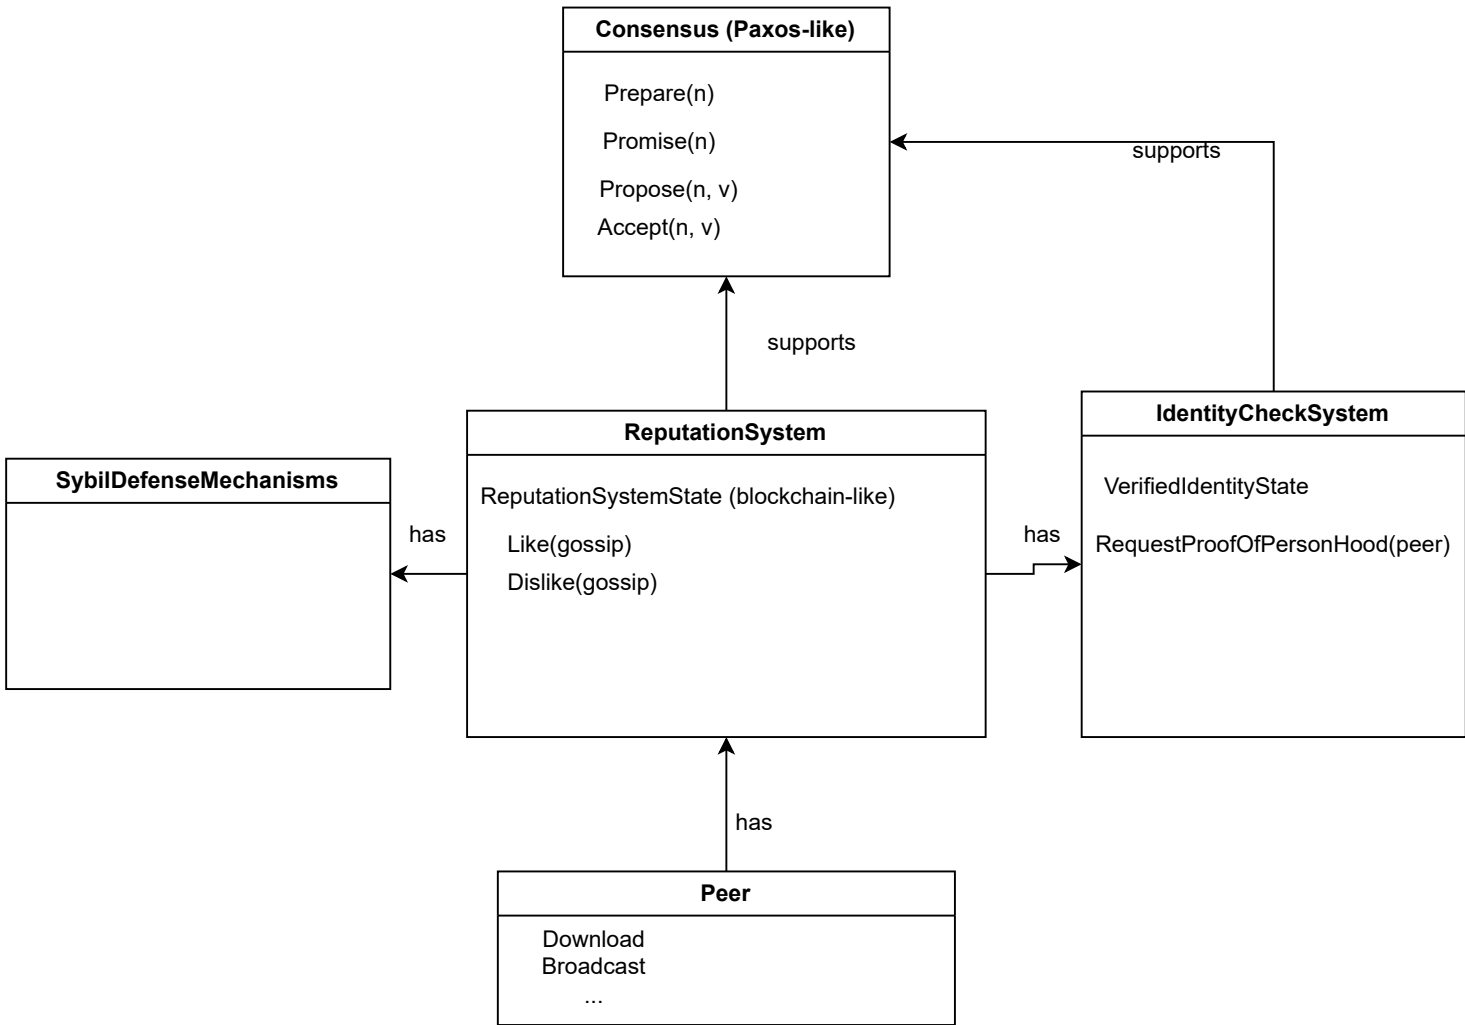 Consensus (Paxos-like)
Prepare(n)
Promise(n)
Propose(n, v)
Accept(n, v)
supports
supports
IdentityCheckSystem
VerifiedIdentityState
RequestProofOfPersonHood(peer)
ReputationSystem
ReputationSystemState (blockchain-like)
Like(gossip)
Dislike(gossip)
SybilDefenseMechanisms
has
has
has
Peer
Download
Broadcast
...